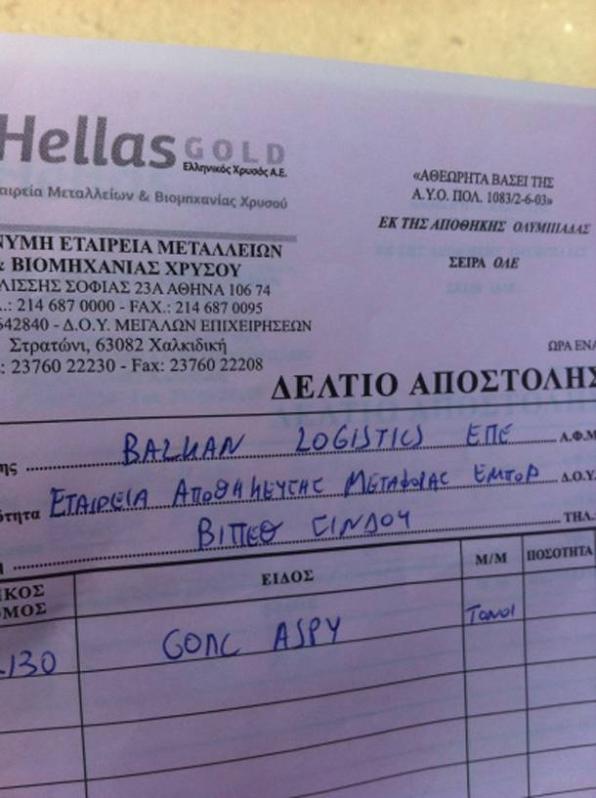 Hellas GOLD
Ελληνικός Χρυσός Α.Ε.
αιρεία Μεταλλείων & Βιομηχανίας Χρυσού
ΝΥΜΗ ΕΤΑΙΡΕΙΑ ΜΕΤΑΛΛΕΙΩΝ
& ΒΙΟΜΗΧΑΝΙΑΣ ΧΡΥΣΟΥ
ΛΙΣΣΗΣ ΣΟΦΙΑΣ 23Α ΑΘΗΝΑ 106 74
.: 214 687 0000 - FAX.: 214 687 0095
642840 - Δ.Ο.Υ. ΜΕΓΑΛΩΝ ΕΠΙΧΕΙΡΗΣΕΩΝ
Στρατώνι, 63082 Χαλκιδική
: 23760 22230 - Fax: 23760 22208
«ΑΘΕΩΡΗΤΑ ΒΑΣΕΙ ΤΗΣ
Α.Υ.Ο. ΠΟΛ. 1083/2-6-03»
ΕΚ ΤΗΣ ΑΠΟΘΗΚΗΣ ΟΛΥΜΠΙΑΔΑΣ
ΣΕΙΡΑ ΟΛΕ
ΩΡΑ ΕΝΑ
ΔΕΛΤΙΟ ΑΠΟΣΤΟΛΗΣ
ης BALKAN LOGISTICS ΕΠΕ Α.Φ.Μ
ότητα ΕΤΑΙΡΕΙΑ ΑΠΟΘΗΚΕΥΣΗΣ ΜΕΤΑΦΟΡΑΣ ΕΜΠΟΡ Δ.Ο.Υ.
ΒΙΠΕΘ ΣΙΝΔΟΥ ΤΗΛ.
ΙΚΟΣ ΕΙΔΟΣ Μ/Μ ΠΟΣΟΤΗΤΑ
ΟΜΟΣ
130 GOLC ASPY Τονοι